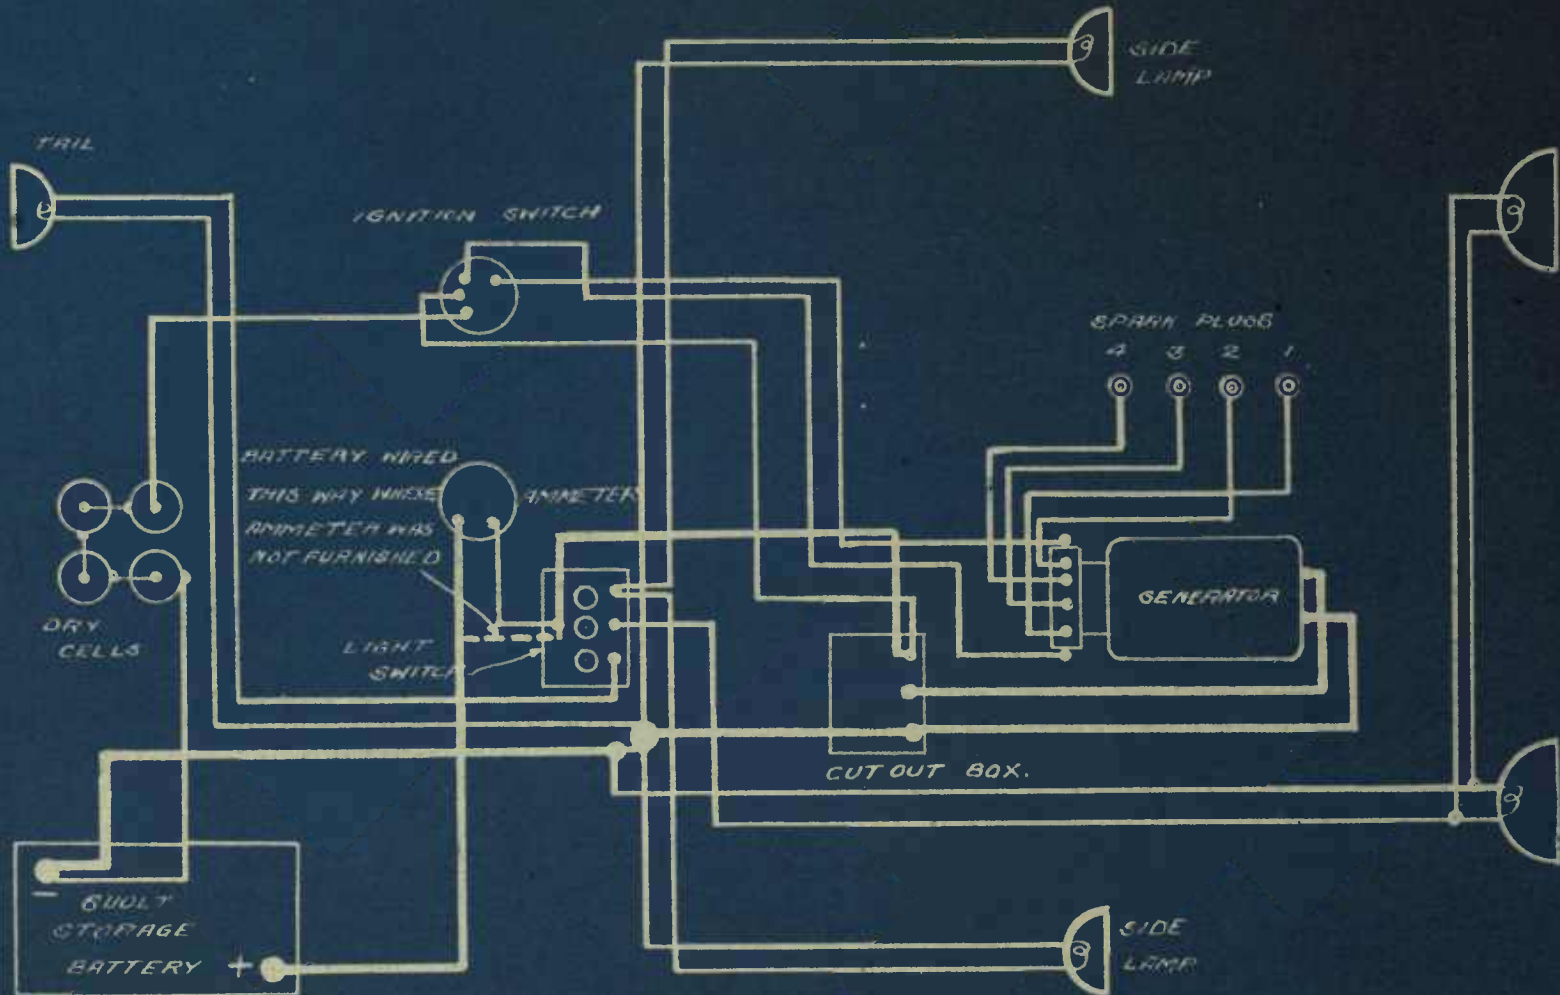 SIDE
LAMP
TAIL
IGNITION SWITCH
SPARK PLUGS
4 3 2 1
BATTERY WIRED
THIS WAY WHERE
AMMETER WAS
NOT FURNISHED
AMMETER
GENERATOR
DRY
CELLS
LIGHT
SWITCH
CUT OUT BOX.
-
6 VOLT
STORAGE
BATTERY +
SIDE
LAMP